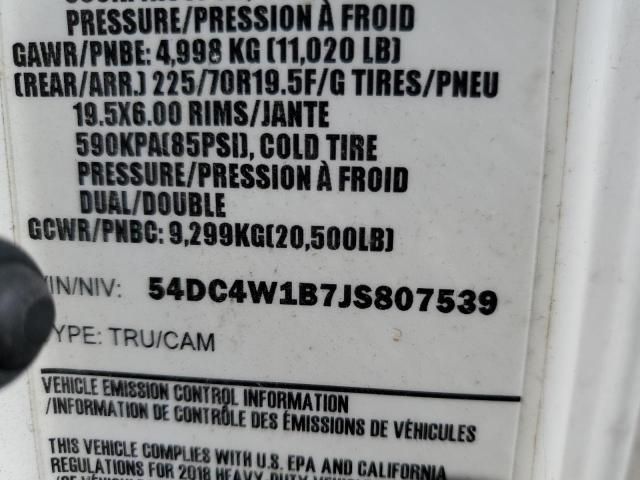 PRESSURE/PRESSION À FROID
GAWR/PNBE: 4,998 KG (11,020 LB)
(REAR/ARR.) 225/70R19.5F/G TIRES/PNEU
19.5X6.00 RIMS/JANTE
590KPA(85PSI), COLD TIRE
PRESSURE/PRESSION À FROID
DUAL/DOUBLE
GCWR/PNBC: 9,299KG(20,500LB)
VIN/NIV: 54DC4W1B7JS807539
TYPE: TRU/CAM
VEHICLE EMISSION CONTROL INFORMATION
/INFORMATION DE CONTRÔLE DES ÉMISSIONS DE VÉHICULES
THIS VEHICLE COMPLIES WITH U.S. EPA AND CALIFORNIA
REGULATIONS FOR 2018 HEAVY DUTY